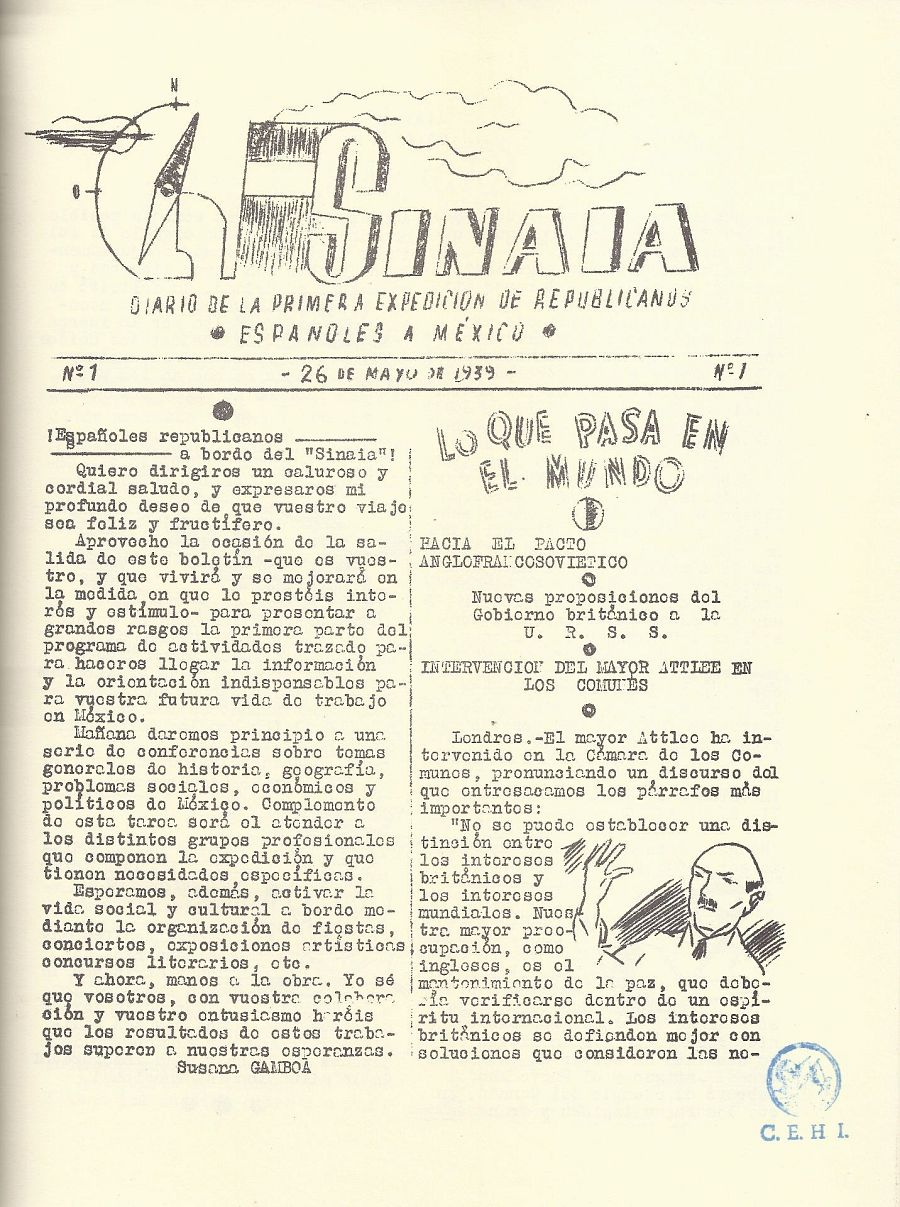 N
O
SINAIA
DIARIO DE LA PRIMERA EXPEDICION DE REPUBLICANOS
ESPAÑOLES A MÉXICO
Nº 1 - 26 DE MAYO DE 1939 - Nº 1
¡Españoles republicanos
a bordo del "Sinaia"!
Quiero dirigiros un caluroso y
cordial saludo, y expresaros mi
profundo deseo de que vuestro viaje
sea feliz y fructífero.
Aprovecho la ocasión de la sa-
lida de este boletín -que es vues-
tro, y que vivirá y se mejorará en
la medida en que le prestéis inte-
rés y estímulo- para presentar a
grandes rasgos la primera parte del
programa de actividades trazado pa-
ra haceros llegar la información
y la orientación indispensables pa-
ra vuestra futura vida de trabajo
en México.
Mañana daremos principio a una
serie de conferencias sobre temas
generales de historia, geografía,
problemas sociales, económicos y
políticos de México. Complemento
de esta tarea será el atender a
los distintos grupos profesionales
que componen la expedición y que
tienen necesidades específicas.
Esperamos, además, activar la
vida social y cultural a bordo me-
diante la organización de fiestas,
conciertos, exposiciones artísticas
concursos literarios, etc.
Y ahora, manos a la obra. Yo sé
que vosotros, con vuestra colabora
ción y vuestro entusiasmo haréis
que los resultados de estos traba-
jos superen a nuestras esperanzas.
Susana GAMBOA
LO QUE PASA EN
EL MUNDO
HACIA EL PACTO
ANGLOFRANCOSOVIETICO
Nuevas proposiciones del
Gobierno británico a la
U. R. S. S.
INTERVENCION DEL MAYOR ATTLEE EN
LOS COMUNES
Londres.-El mayor Attlee ha in-
tervenido en la Cámara de los Co-
munes, pronunciando un discurso del
que entresacamos los párrafos más
importantes:
"No se puede establecer una dis-
tinción entre
los intereses
británicos y
los intereses
mundiales. Nues
tra mayor preo-
cupación, como
ingleses, es el
mantenimiento de la paz, que debe-
ría verificarse dentro de un espí-
ritu internacional. Los intereses
británicos se defienden mejor con
soluciones que consideren las ne-
C. E. H I.